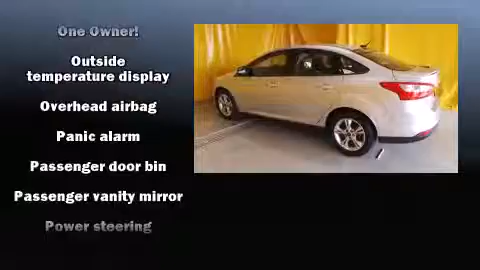 One Owner!
Outside
temperature display
Overhead airbag
Panic alarm
Passenger door bin
Passenger vanity mirror
Power steering